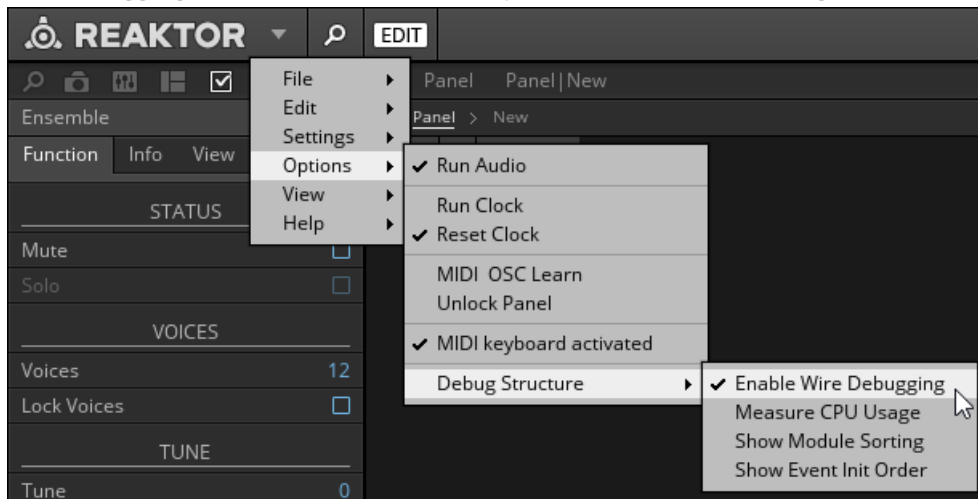 REAKTOR EDIT
File Panel Panel|New
Ensemble Edit Panel > New
Settings
Function Info View Options ✓ Run Audio
View Run Clock
STATUS Help ✓ Reset Clock
Mute
MIDI OSC Learn
Solo Unlock Panel
VOICES ✓ MIDI keyboard activated
Voices 12 Debug Structure ✓ Enable Wire Debugging
Lock Voices Measure CPU Usage
Show Module Sorting
TUNE
Show Event Init Order
Tune 0